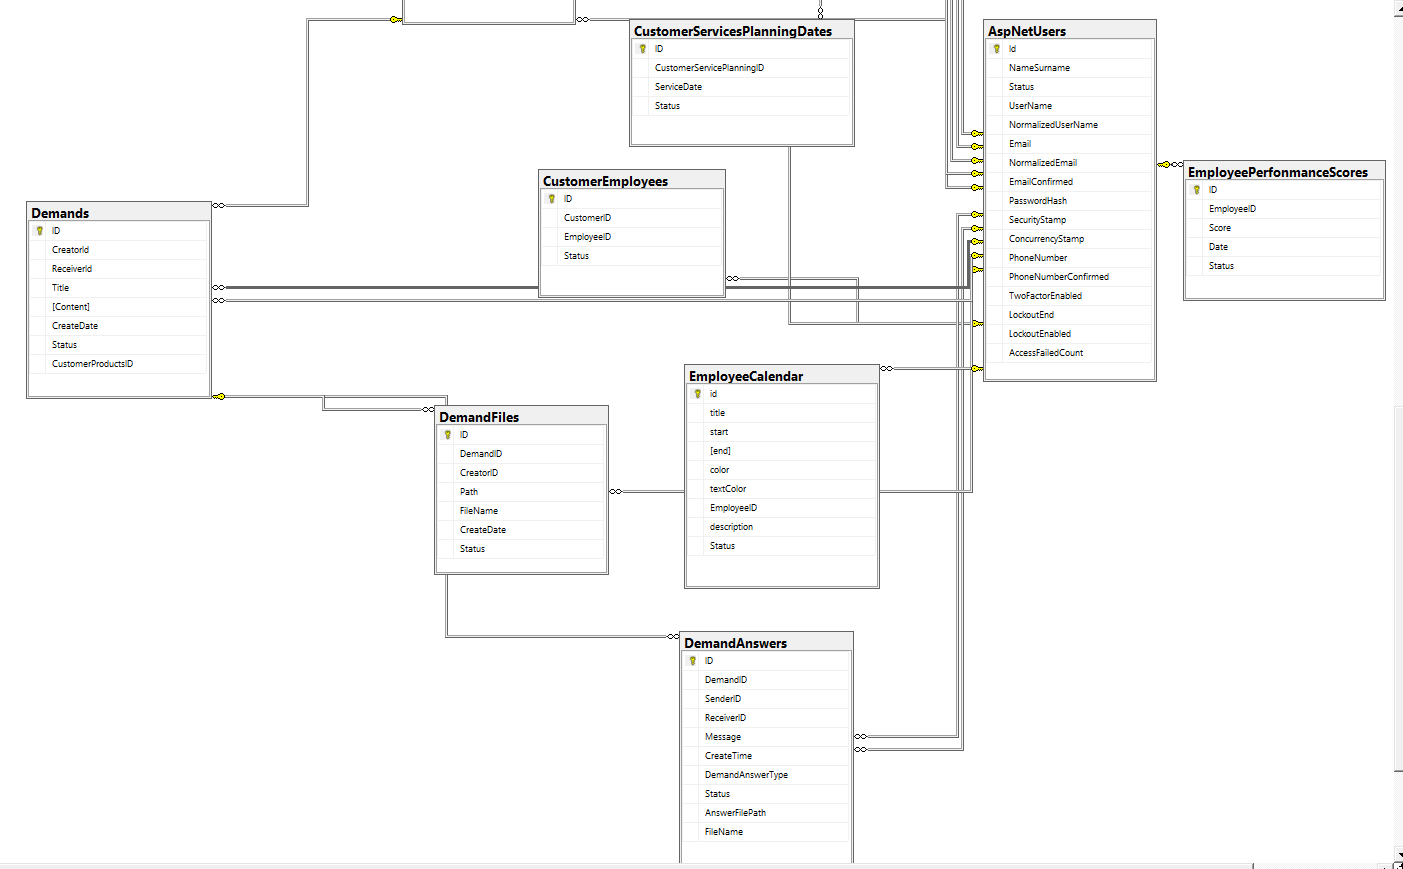 CustomerServicesPlanningDates
ID
CustomerServicePlanningID
ServiceDate
Status
AspNetUsers
Id
NameSurname
Status
UserName
NormalizedUserName
Email
NormalizedEmail
EmailConfirmed
PasswordHash
SecurityStamp
ConcurrencyStamp
PhoneNumber
PhoneNumberConfirmed
TwoFactorEnabled
LockoutEnd
LockoutEnabled
AccessFailedCount
EmployeePerfonmanceScores
ID
EmployeeID
Score
Date
Status
CustomerEmployees
ID
CustomerID
EmployeeID
Status
Demands
ID
CreatorId
ReceiverId
Title
[Content]
CreateDate
Status
CustomerProductsID
EmployeeCalendar
id
title
start
[end]
color
textColor
EmployeeID
description
Status
DemandFiles
ID
DemandID
CreatorID
Path
FileName
CreateDate
Status
DemandAnswers
ID
DemandID
SenderID
ReceiverID
Message
CreateTime
DemandAnswerType
Status
AnswerFilePath
FileName